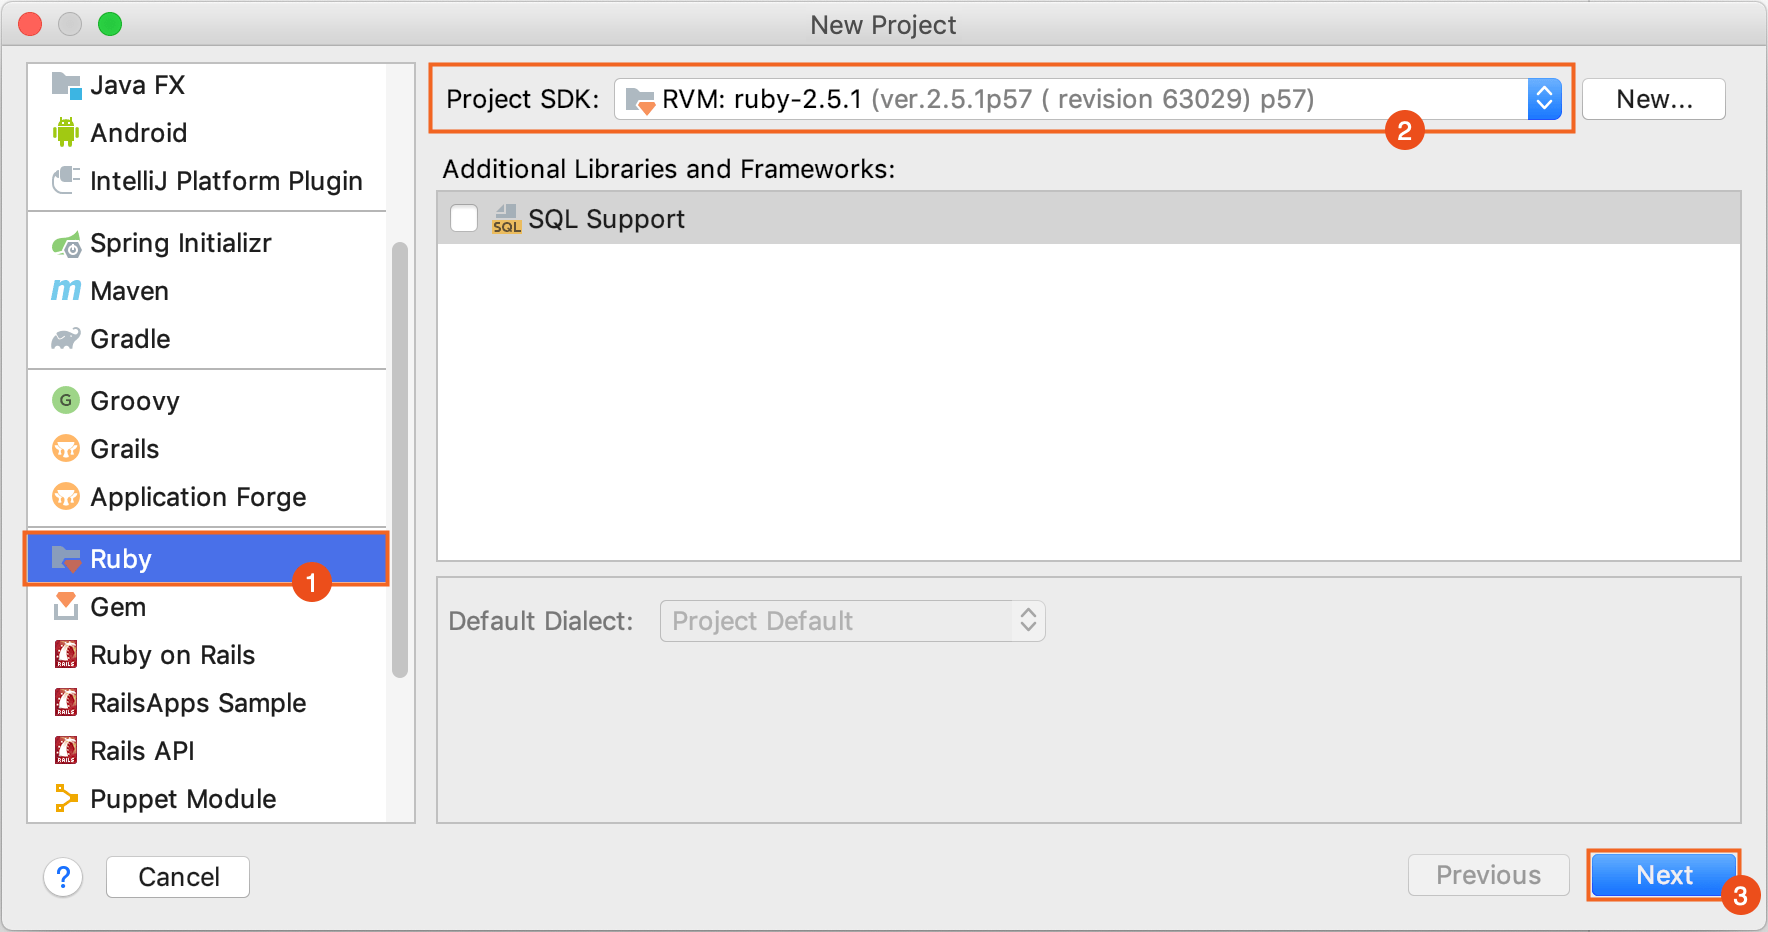 New Project
Java FX
Android
IntelliJ Platform Plugin
Spring Initializr
m Maven
Gradle
G Groovy
Grails
Application Forge
Ruby
1
Gem
RAILS Ruby on Rails
RAILS RailsApps Sample
RAILS Rails API
Puppet Module
Project SDK: RVM: ruby-2.5.1 (ver.2.5.1p57 ( revision 63029) p57) New...
2
Additional Libraries and Frameworks:
SQL SQL Support
Default Dialect: Project Default
? Cancel Previous Next
3